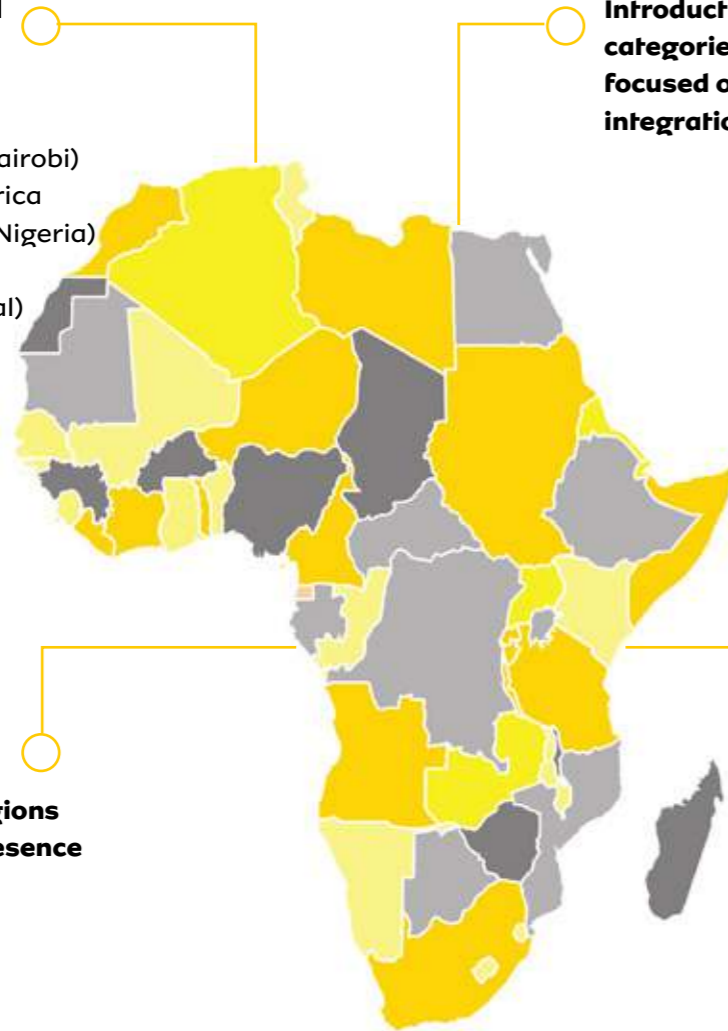 Introduct
categorie
focused o
integratio
airobi)
rica
Nigeria)
al)
gions
esence